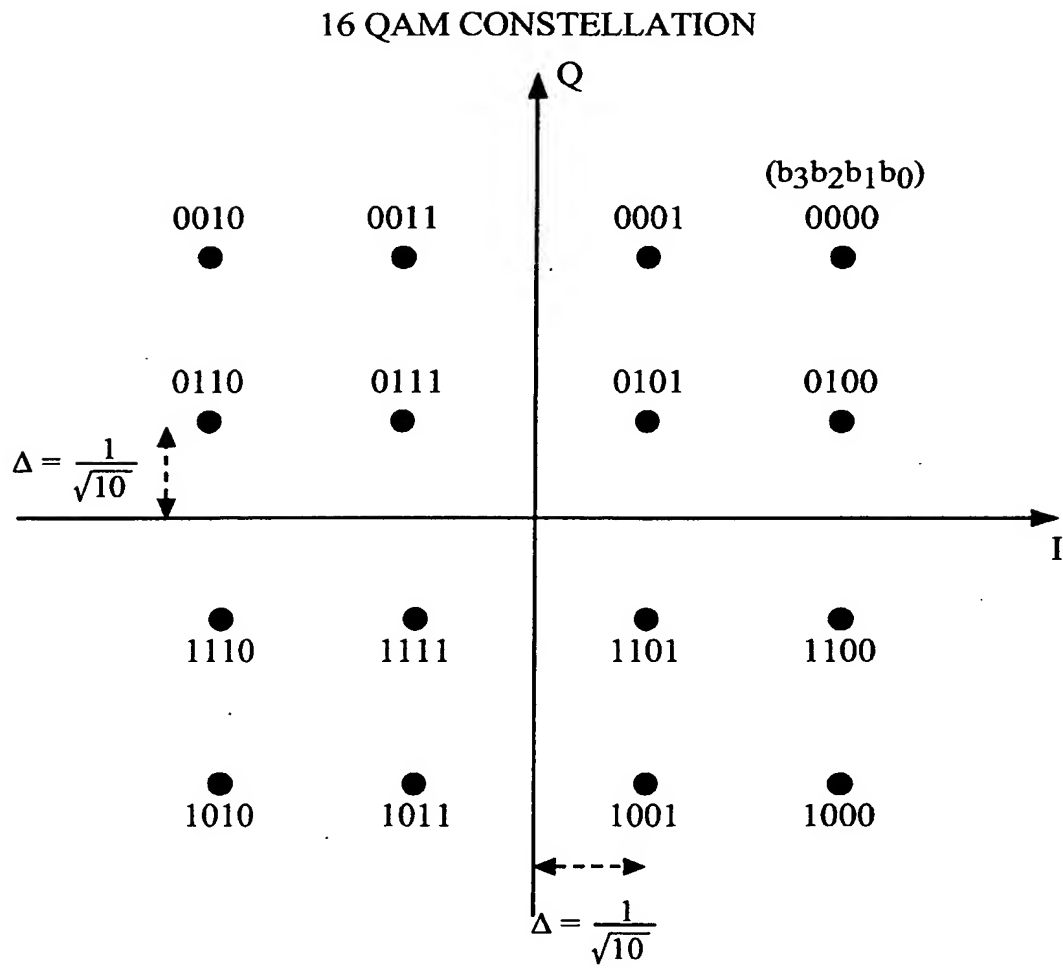 16 QAM CONSTELLATION
Q
(b3b2b1b0)
0010 0011 0001 0000
0110 0111 0101 0100
Δ = 1/√10
I
1110 1111 1101 1100
1010 1011 1001 1000
Δ = 1/√10